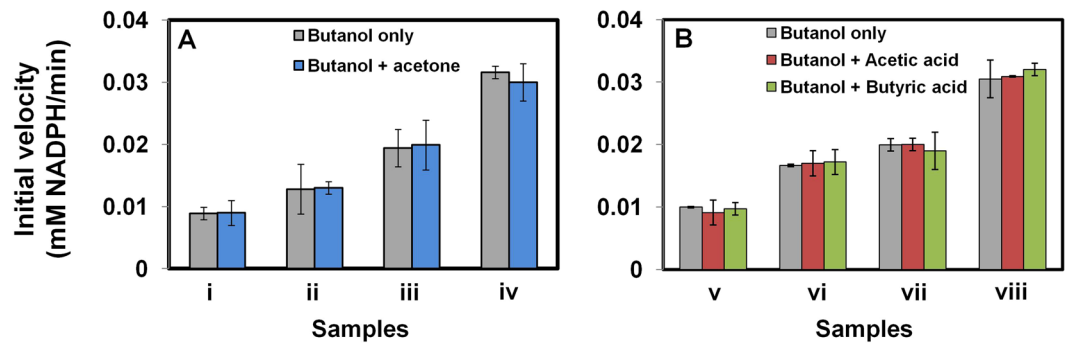 Initial velocity
(mM NADPH/min)
A
Butanol only
Butanol + acetone
0.04
0.03
0.02
0.01
0
i ii iii iv
Samples
B
Butanol only
Butanol + Acetic acid
Butanol + Butyric acid
0.04
0.03
0.02
0.01
0
v vi vii viii
Samples